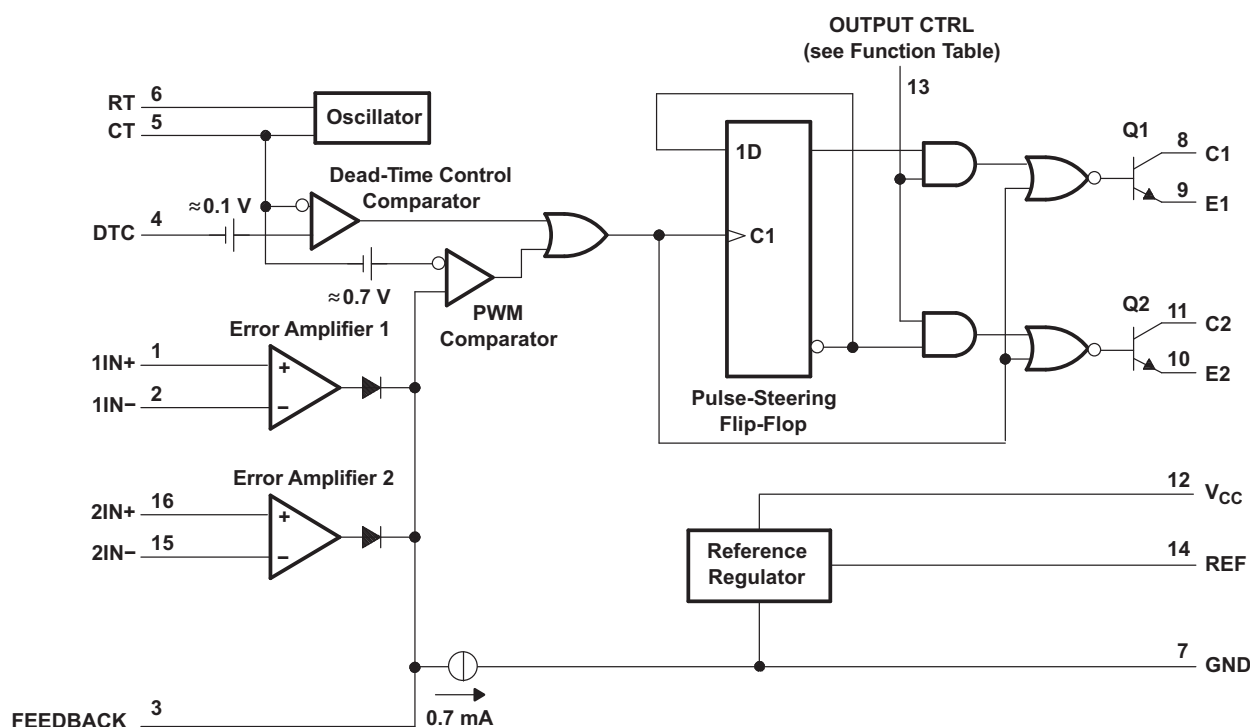 OUTPUT CTRL
(see Function Table)
13
RT 6
CT 5
Oscillator
Dead-Time Control
Comparator
≈ 0.1 V
DTC 4
≈ 0.7 V
PWM
Comparator
1D
C1
Pulse-Steering
Flip-Flop
Q1
8 C1
9 E1
Q2
11 C2
10 E2
Error Amplifier 1
1IN+ 1
+
1IN− 2
−
Error Amplifier 2
2IN+ 16
+
2IN− 15
−
12 VCC
Reference
Regulator
14 REF
7 GND
0.7 mA
FEEDBACK 3